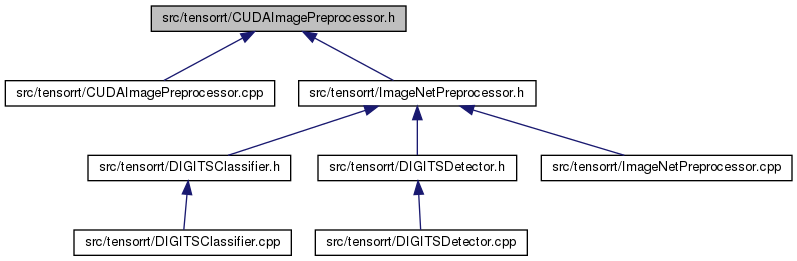 src/tensorrt/CUDAImagePreprocessor.h
src/tensorrt/CUDAImagePreprocessor.cpp
src/tensorrt/ImageNetPreprocessor.h
src/tensorrt/DIGITSClassifier.h
src/tensorrt/DIGITSDetector.h
src/tensorrt/ImageNetPreprocessor.cpp
src/tensorrt/DIGITSClassifier.cpp
src/tensorrt/DIGITSDetector.cpp